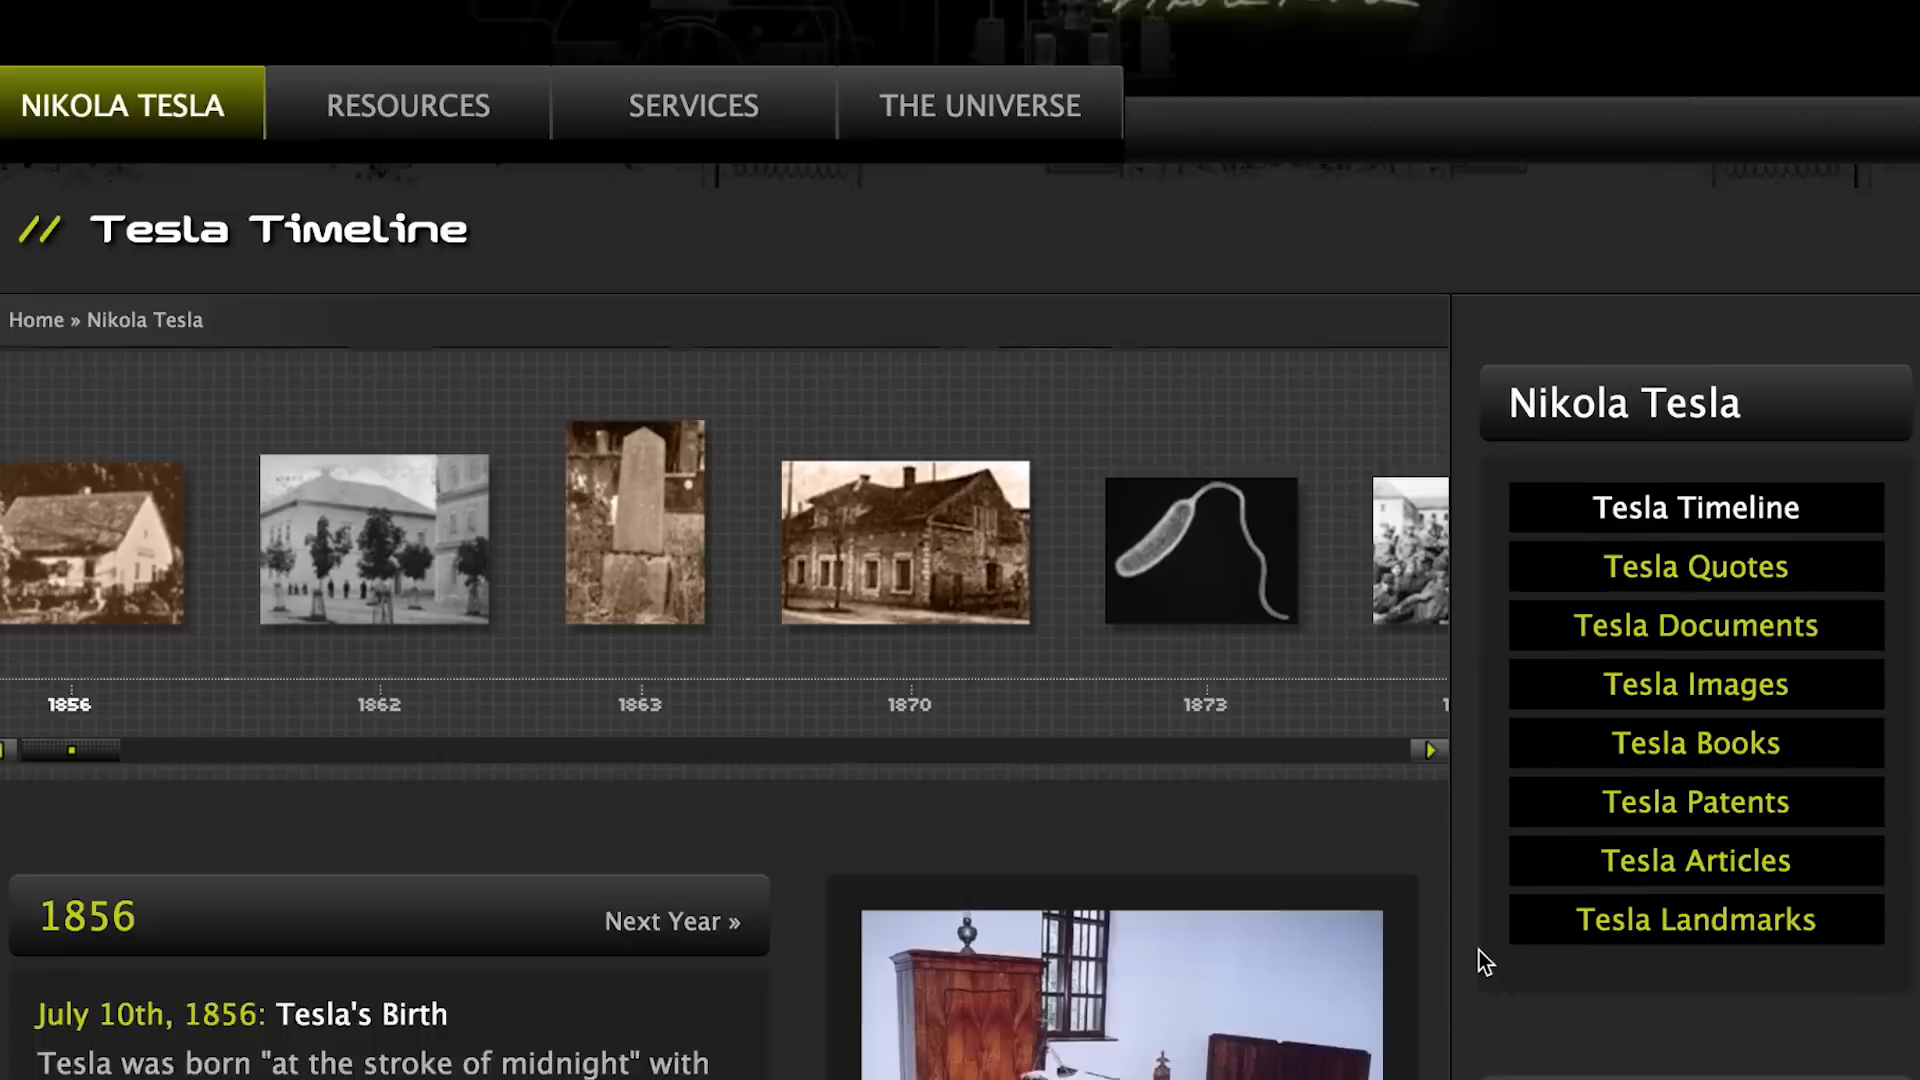 NIKOLA TESLA
RESOURCES
SERVICES
THE UNIVERSE
// Tesla Timeline
Home » Nikola Tesla
Nikola Tesla
Tesla Timeline
Tesla Quotes
Tesla Documents
Tesla Images
Tesla Books
Tesla Patents
Tesla Articles
Tesla Landmarks
1856
1862
1863
1870
1873
1856
Next Year »
July 10th, 1856: Tesla's Birth
Tesla was born "at the stroke of midnight" with